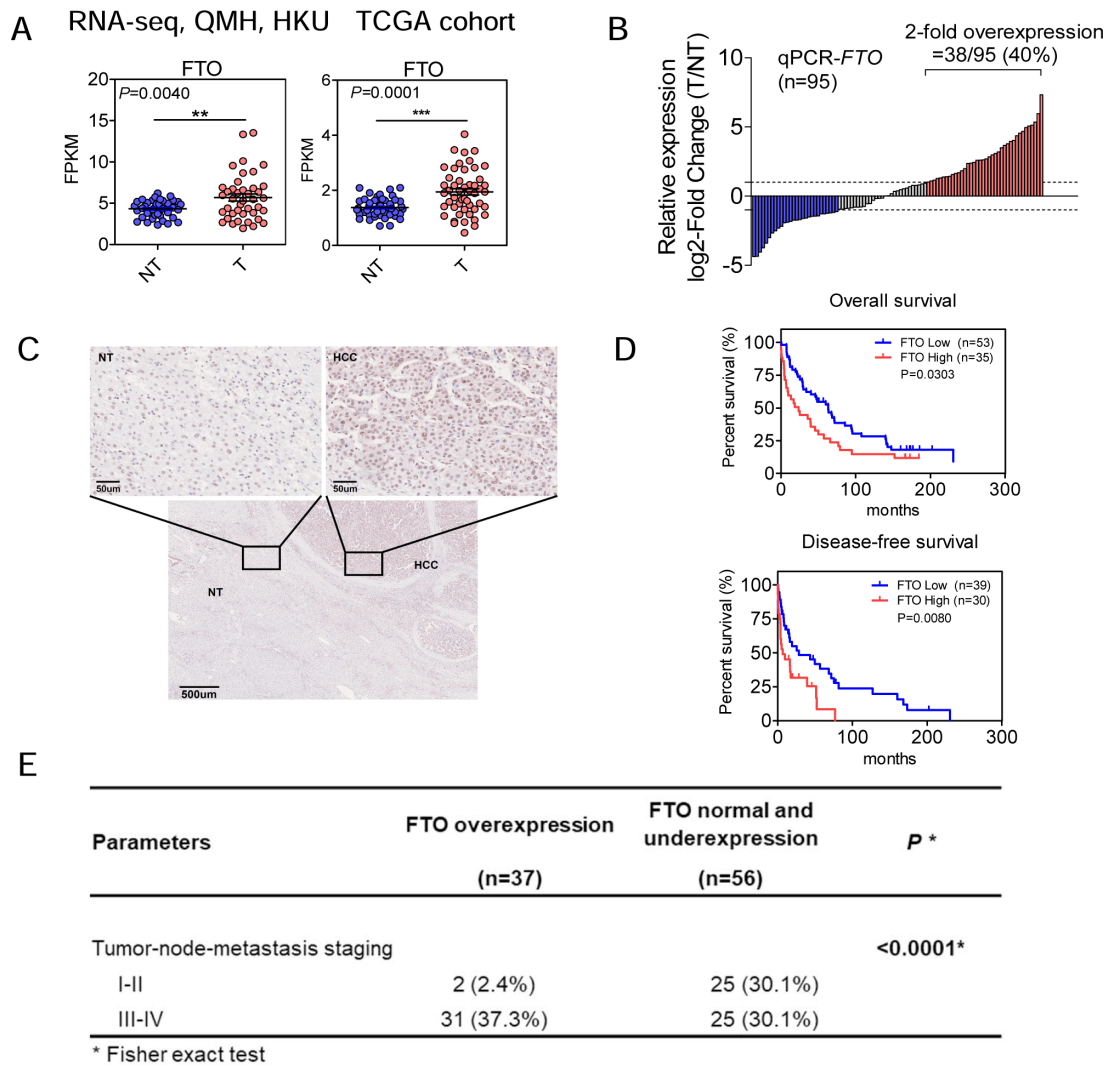 A
RNA-seq, QMH, HKU
TCGA cohort
FTO
P=0.0040
**
FPKM
20
15
10
5
0
NT
T
FTO
P=0.0001
***
FPKM
6
4
2
0
NT
T
B
qPCR-FTO
(n=95)
2-fold overexpression
=38/95 (40%)
Relative expression
log2-Fold Change (T/NT)
10
5
0
-5
C
NT
50um
HCC
50um
NT
HCC
500um
D
Overall survival
Percent survival (%)
100
75
50
25
0
FTO Low (n=53)
FTO High (n=35)
P=0.0303
0
100
200
300
months
Disease-free survival
Percent survival (%)
100
75
50
25
0
FTO Low (n=39)
FTO High (n=30)
P=0.0080
0
100
200
300
months
E
Parameters
FTO overexpression
(n=37)
FTO normal and
underexpression
(n=56)
P *
Tumor-node-metastasis staging
<0.0001*
I-II
2 (2.4%)
25 (30.1%)
III-IV
31 (37.3%)
25 (30.1%)
* Fisher exact test